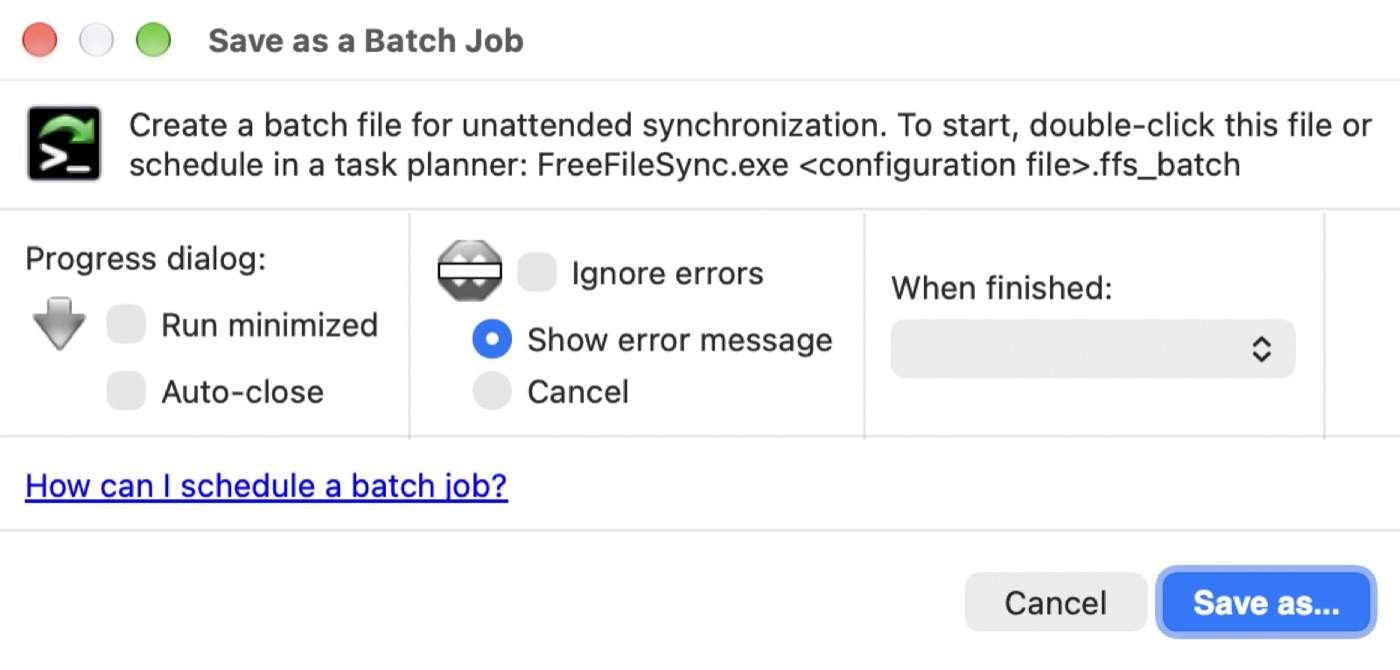 Save as a Batch Job
Create a batch file for unattended synchronization. To start, double-click this file or
schedule in a task planner: FreeFileSync.exe <configuration file>.ffs_batch
Progress dialog:
Run minimized
Auto-close
Ignore errors
Show error message
Cancel
When finished:
How can I schedule a batch job?
Cancel
Save as...